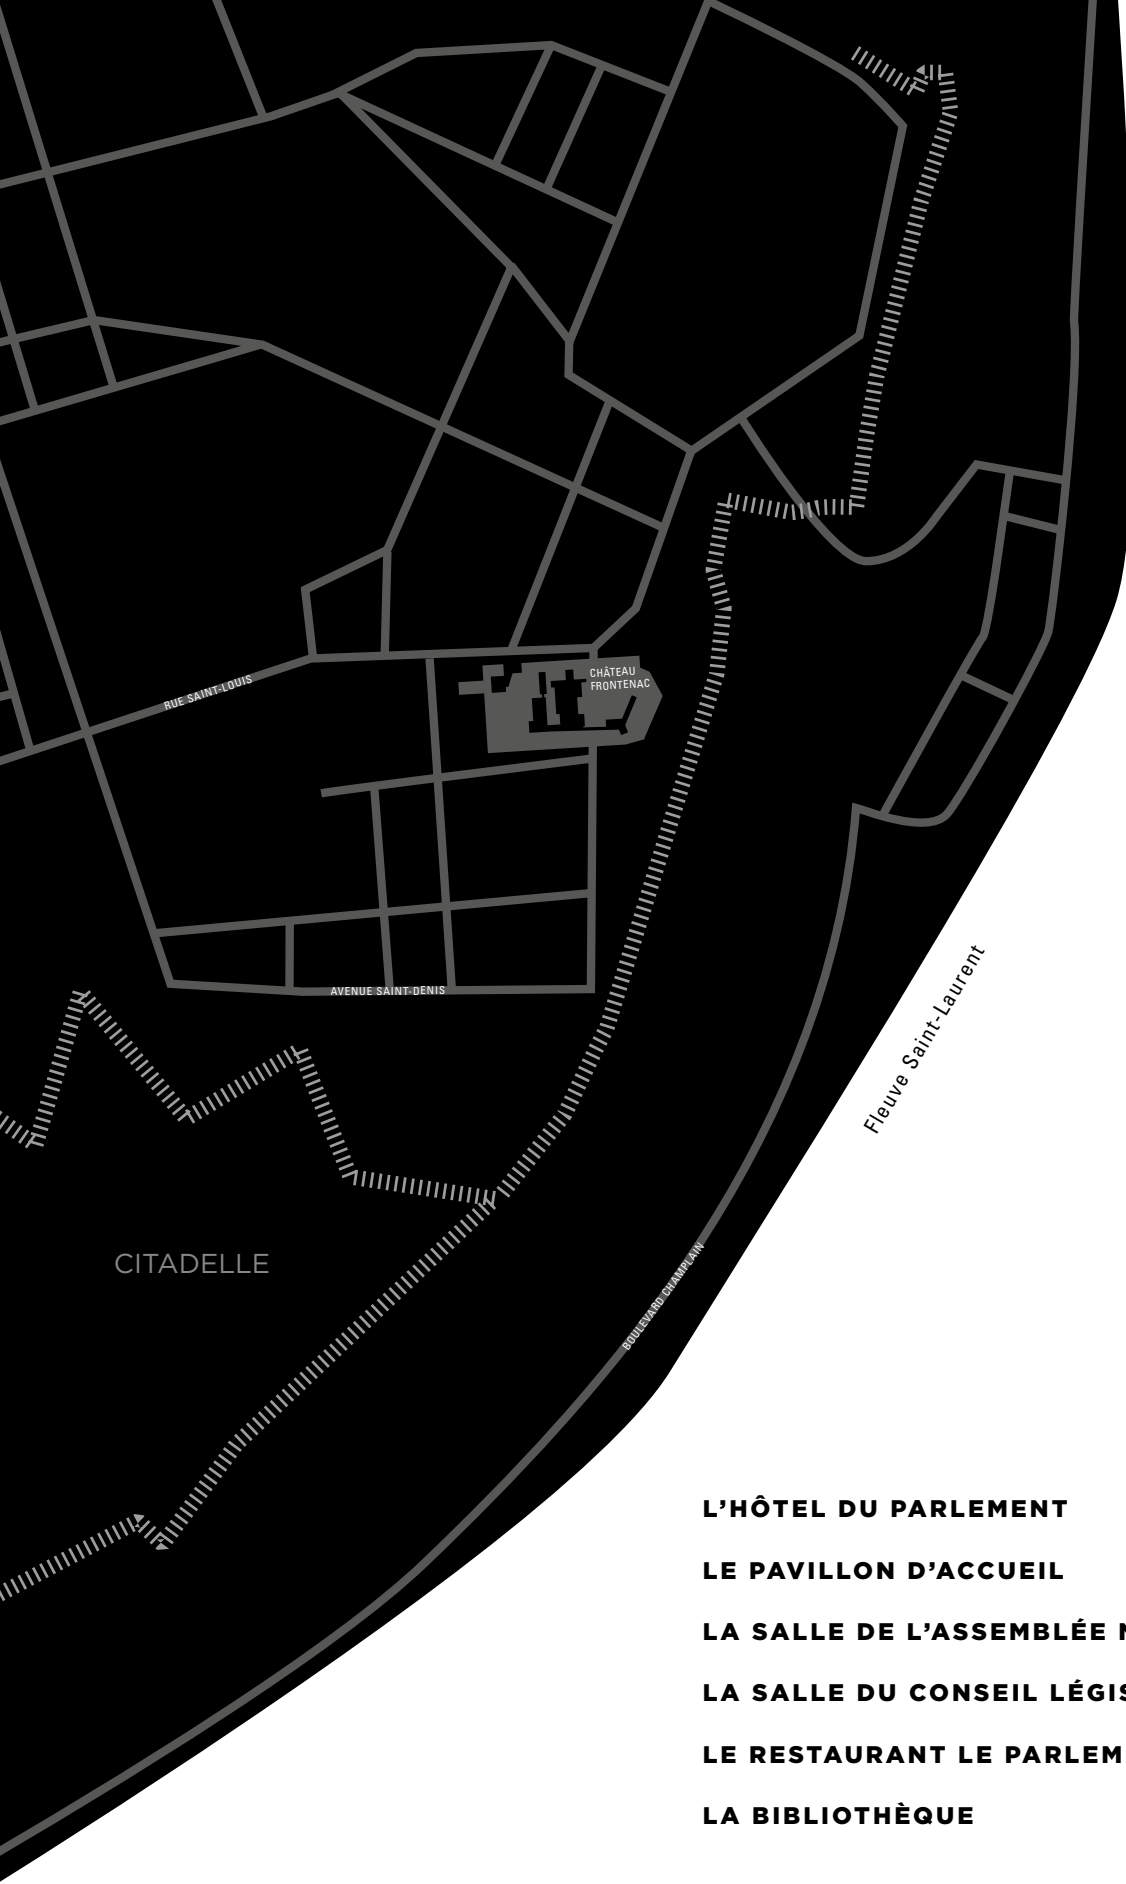 CHÂTEAU
FRONTENAC
RUE SAINT-LOUIS
AVENUE SAINT-DENIS
Fleuve Saint-Laurent
CITADELLE
BOULEVARD CHAMPLAIN
L’HÔTEL DU PARLEMENT
LE PAVILLON D’ACCUEIL
LA SALLE DE L’ASSEMBLÉE
LA SALLE DU CONSEIL
LE RESTAURANT LE
LA BIBLIOTHÈQUE